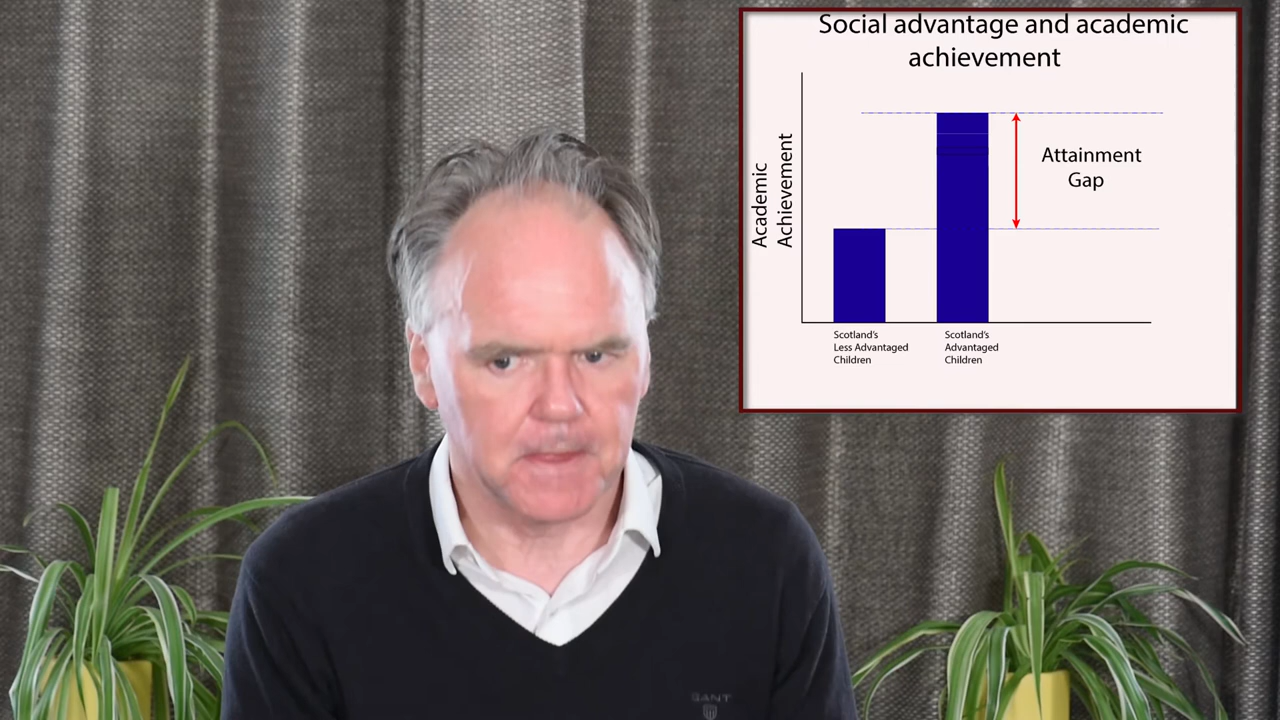 Social advantage and academic
achievement
Academic
Achievement
Attainment
Gap
Scotland's
Less Advantaged
Children
Scotland's
Advantaged
Children
GANT